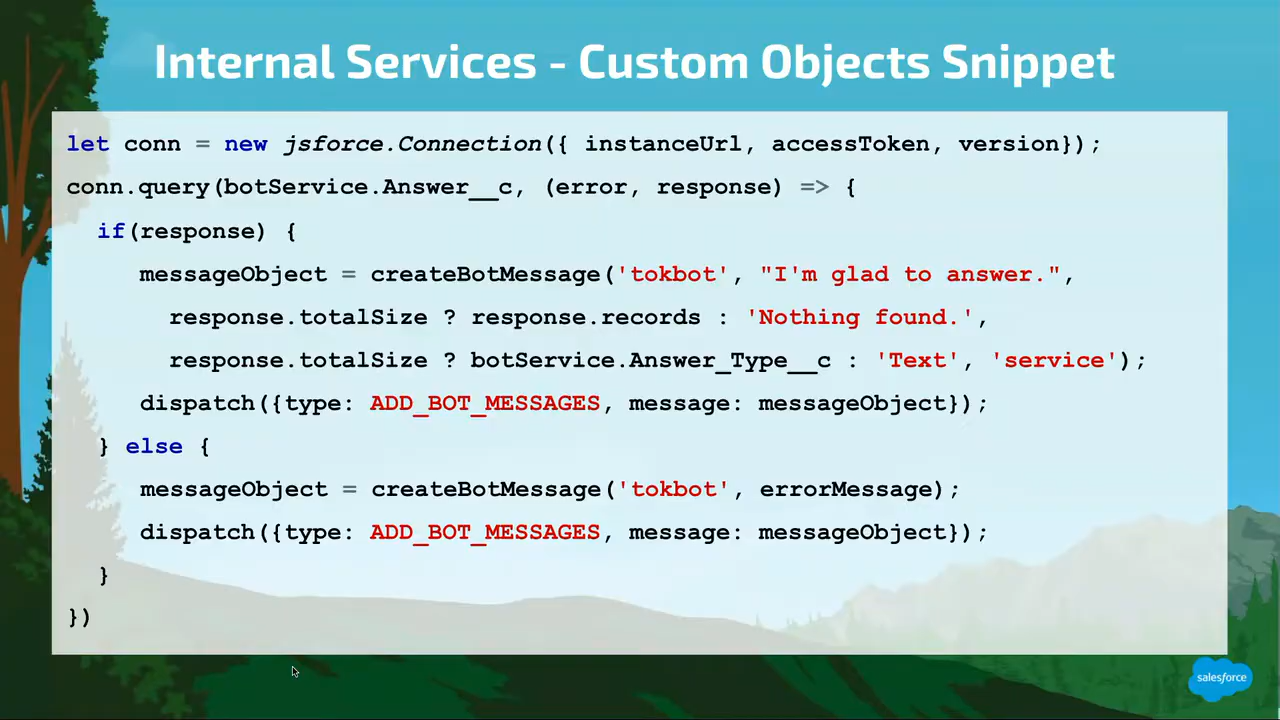 Internal Services - Custom Objects Snippet
let conn = new jsforce.Connection({ instanceUrl, accessToken, version});
conn.query(botService.Answer__c, (error, response) => {
if(response) {
messageObject = createBotMessage('tokbot', "I'm glad to answer.",
response.totalSize ? response.records : 'Nothing found.',
response.totalSize ? botService.Answer_Type__c : 'Text', 'service');
dispatch({type: ADD_BOT_MESSAGES, message: messageObject});
} else {
messageObject = createBotMessage('tokbot', errorMessage);
dispatch({type: ADD_BOT_MESSAGES, message: messageObject});
}
})
salesforce